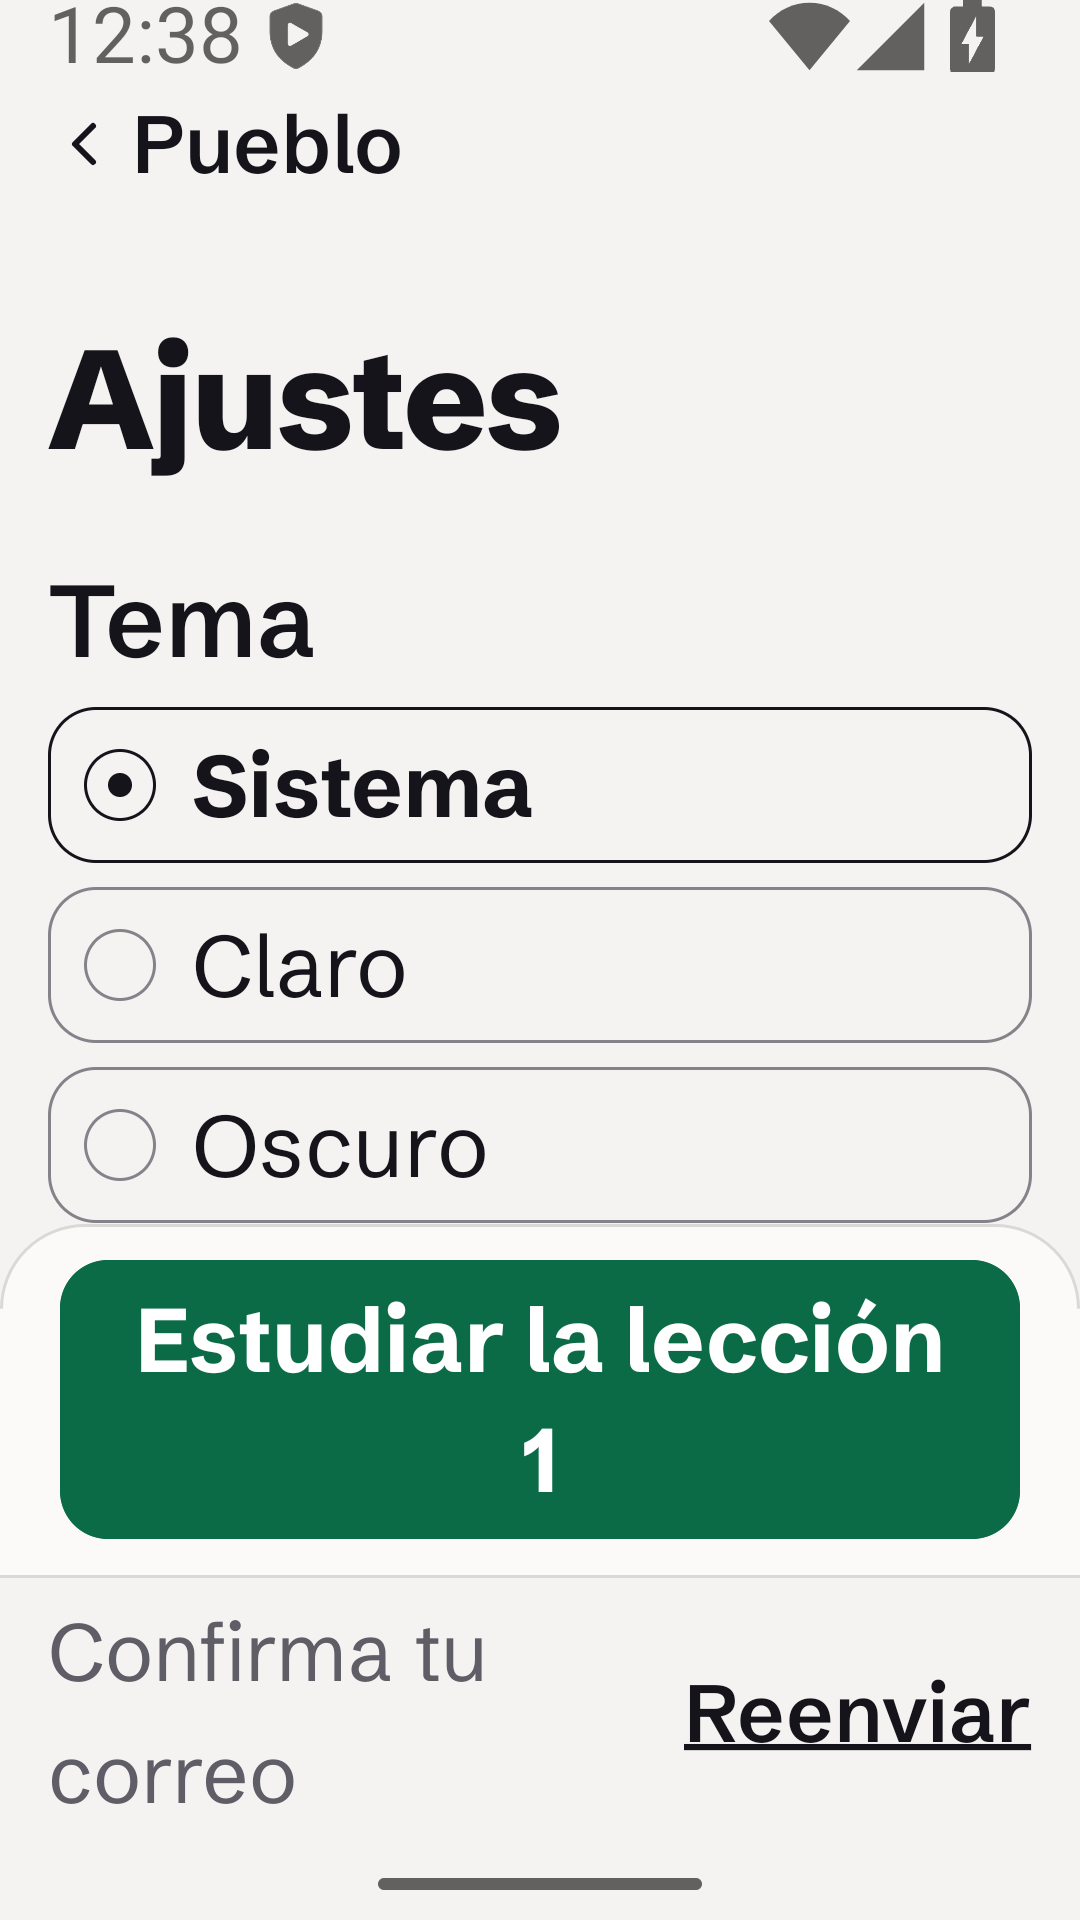 12:38
Pueblo
Ajustes
Tema
Sistema
Claro
Oscuro
Estudiar la lección
1
Confirma tu
correo
Reenviar